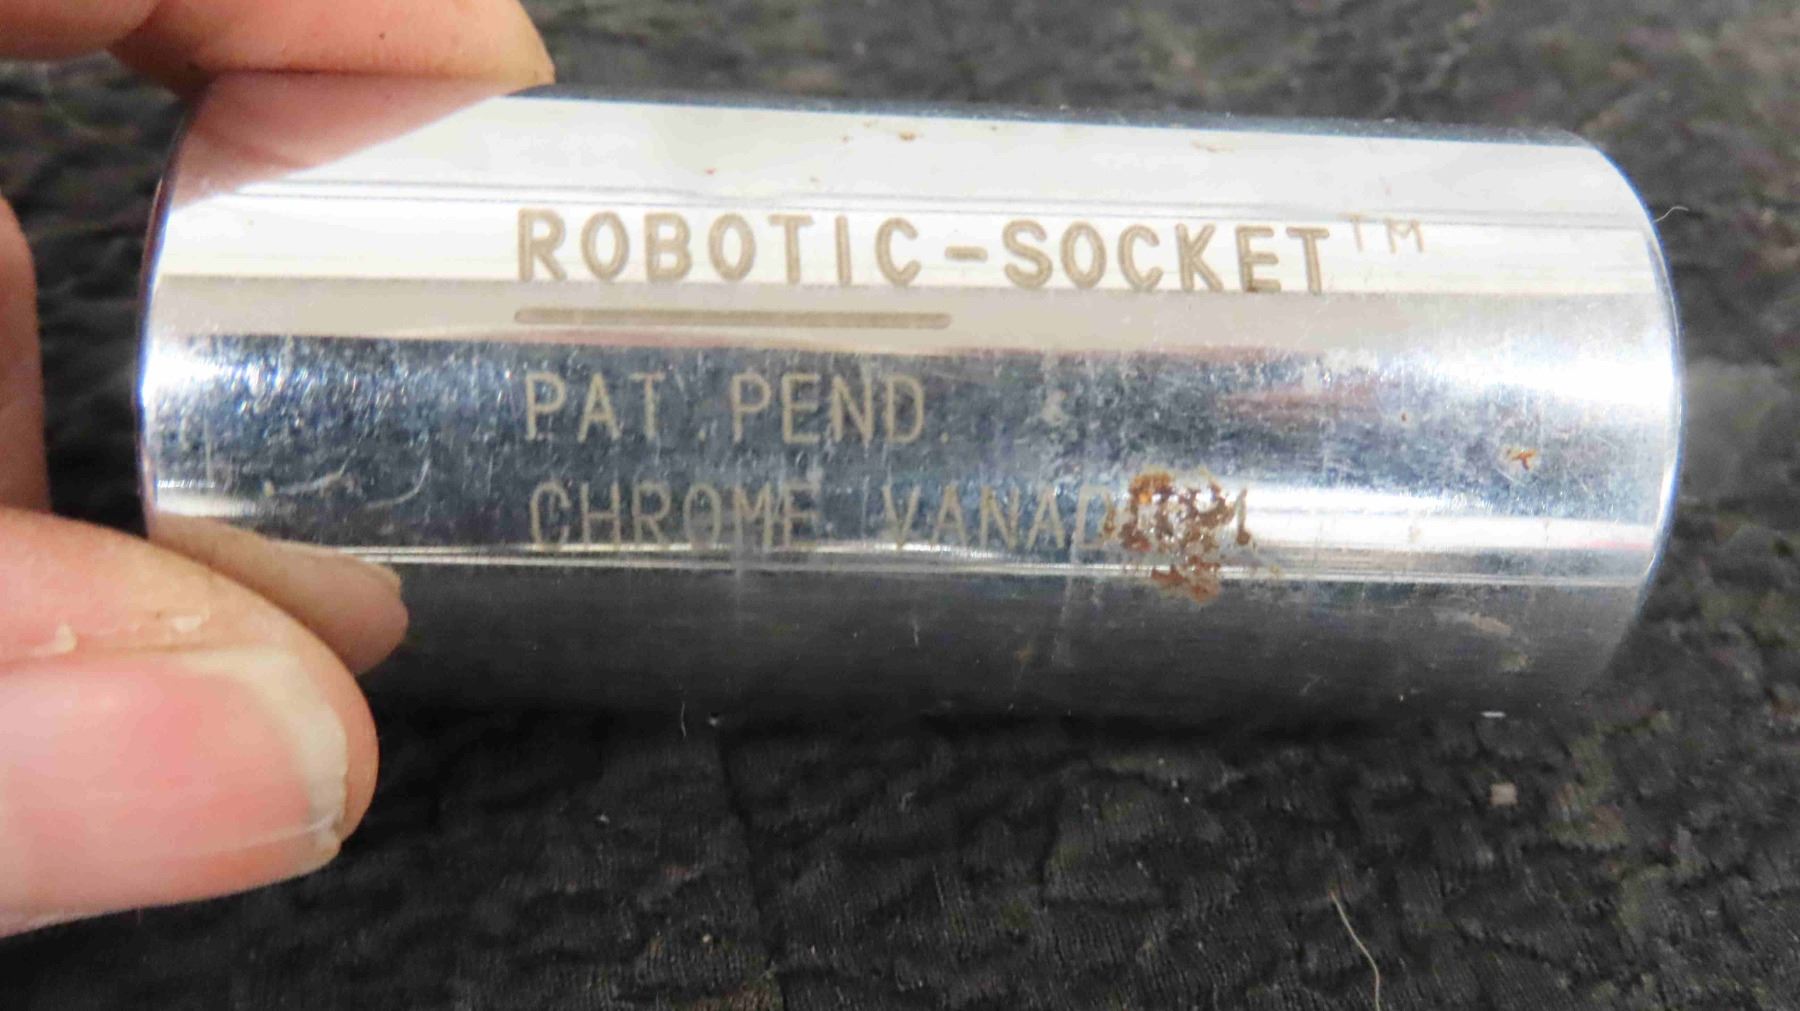 ROBOTIC-SOCKET™
PAT. PEND.
CHROME VANADIUM